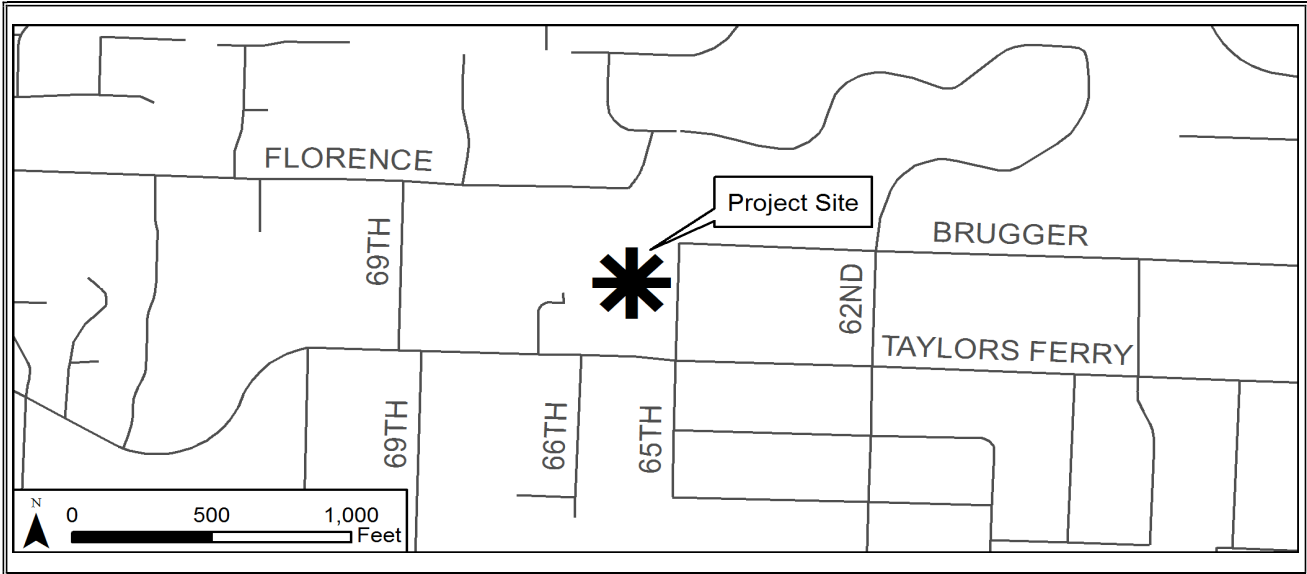 FLORENCE
Project Site
69TH
BRUGGER
62ND
TAYLORS FERRY
69TH
66TH
65TH
N
0 500 1,000
Feet